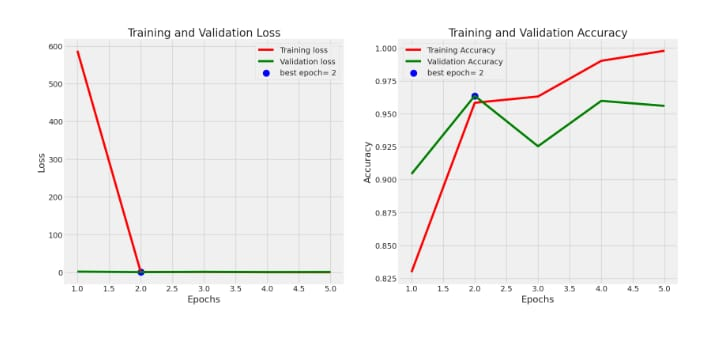 Training and Validation Loss
Training loss
Validation loss
best epoch= 2
600
500
400
300
200
100
0
Loss
1.0 1.5 2.0 2.5 3.0 3.5 4.0 4.5 5.0
Epochs
Training and Validation Accuracy
Training Accuracy
Validation Accuracy
best epoch= 2
1.000
0.975
0.950
0.925
0.900
0.875
0.850
0.825
Accuracy
1.0 1.5 2.0 2.5 3.0 3.5 4.0 4.5 5.0
Epochs